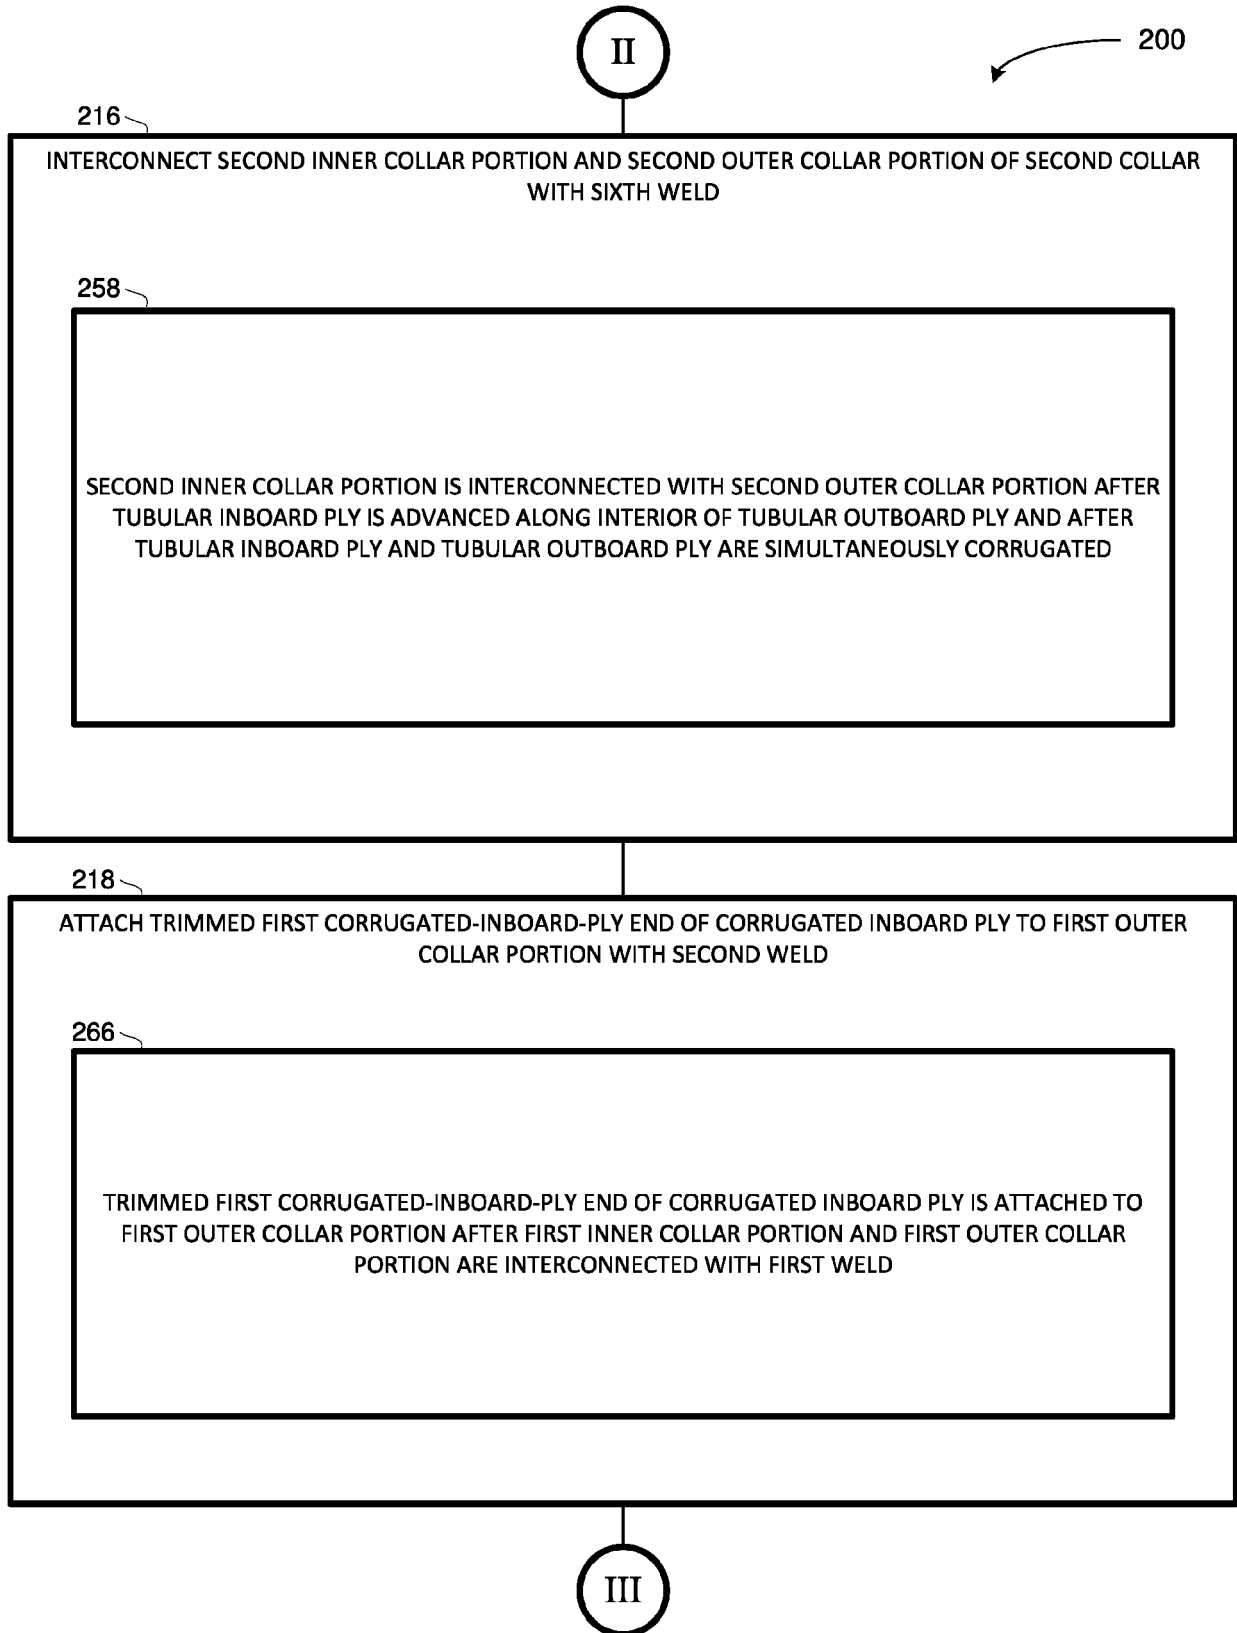 II
200
216
INTERCONNECT SECOND INNER COLLAR PORTION AND SECOND OUTER COLLAR PORTION OF SECOND COLLAR
WITH SIXTH WELD
258
SECOND INNER COLLAR PORTION IS INTERCONNECTED WITH SECOND OUTER COLLAR PORTION AFTER
TUBULAR INBOARD PLY IS ADVANCED ALONG INTERIOR OF TUBULAR OUTBOARD PLY AND AFTER
TUBULAR INBOARD PLY AND TUBULAR OUTBOARD PLY ARE SIMULTANEOUSLY CORRUGATED
218
ATTACH TRIMMED FIRST CORRUGATED-INBOARD-PLY END OF CORRUGATED INBOARD PLY TO FIRST OUTER
COLLAR PORTION WITH SECOND WELD
266
TRIMMED FIRST CORRUGATED-INBOARD-PLY END OF CORRUGATED INBOARD PLY IS ATTACHED TO
FIRST OUTER COLLAR PORTION AFTER FIRST INNER COLLAR PORTION AND FIRST OUTER COLLAR
PORTION ARE INTERCONNECTED WITH FIRST WELD
III